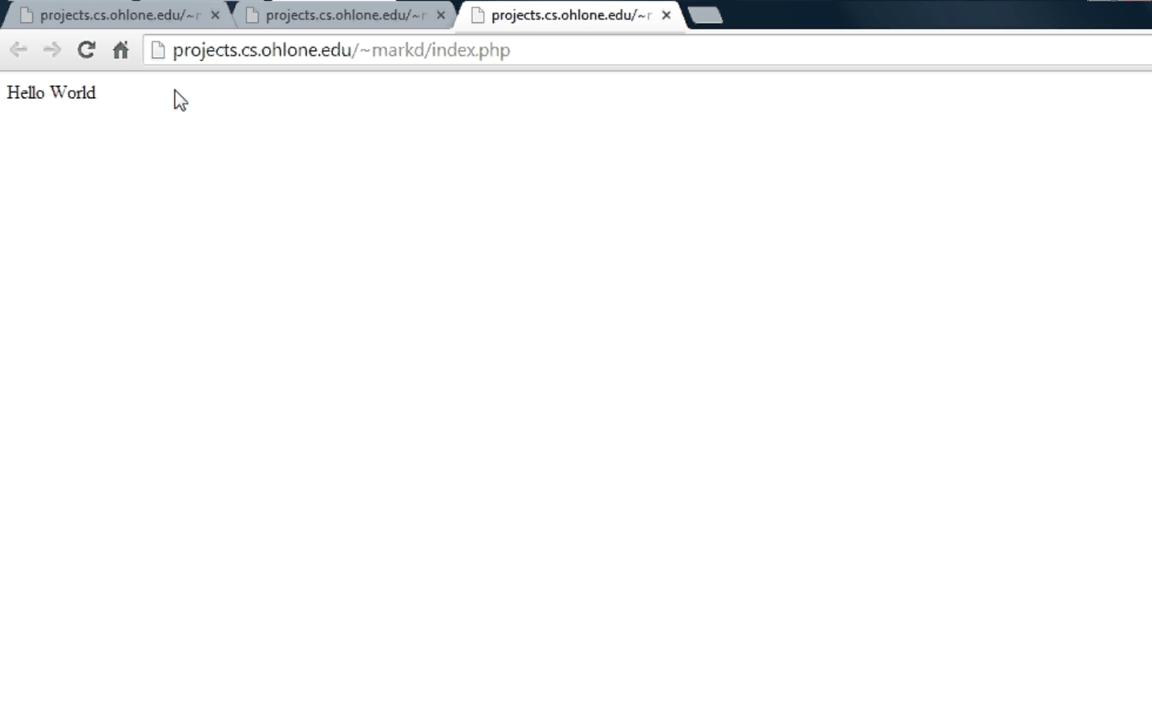 projects.cs.ohlone.edu/~r
projects.cs.ohlone.edu/~r
projects.cs.ohlone.edu/~r
projects.cs.ohlone.edu/~markd/index.php
Hello World